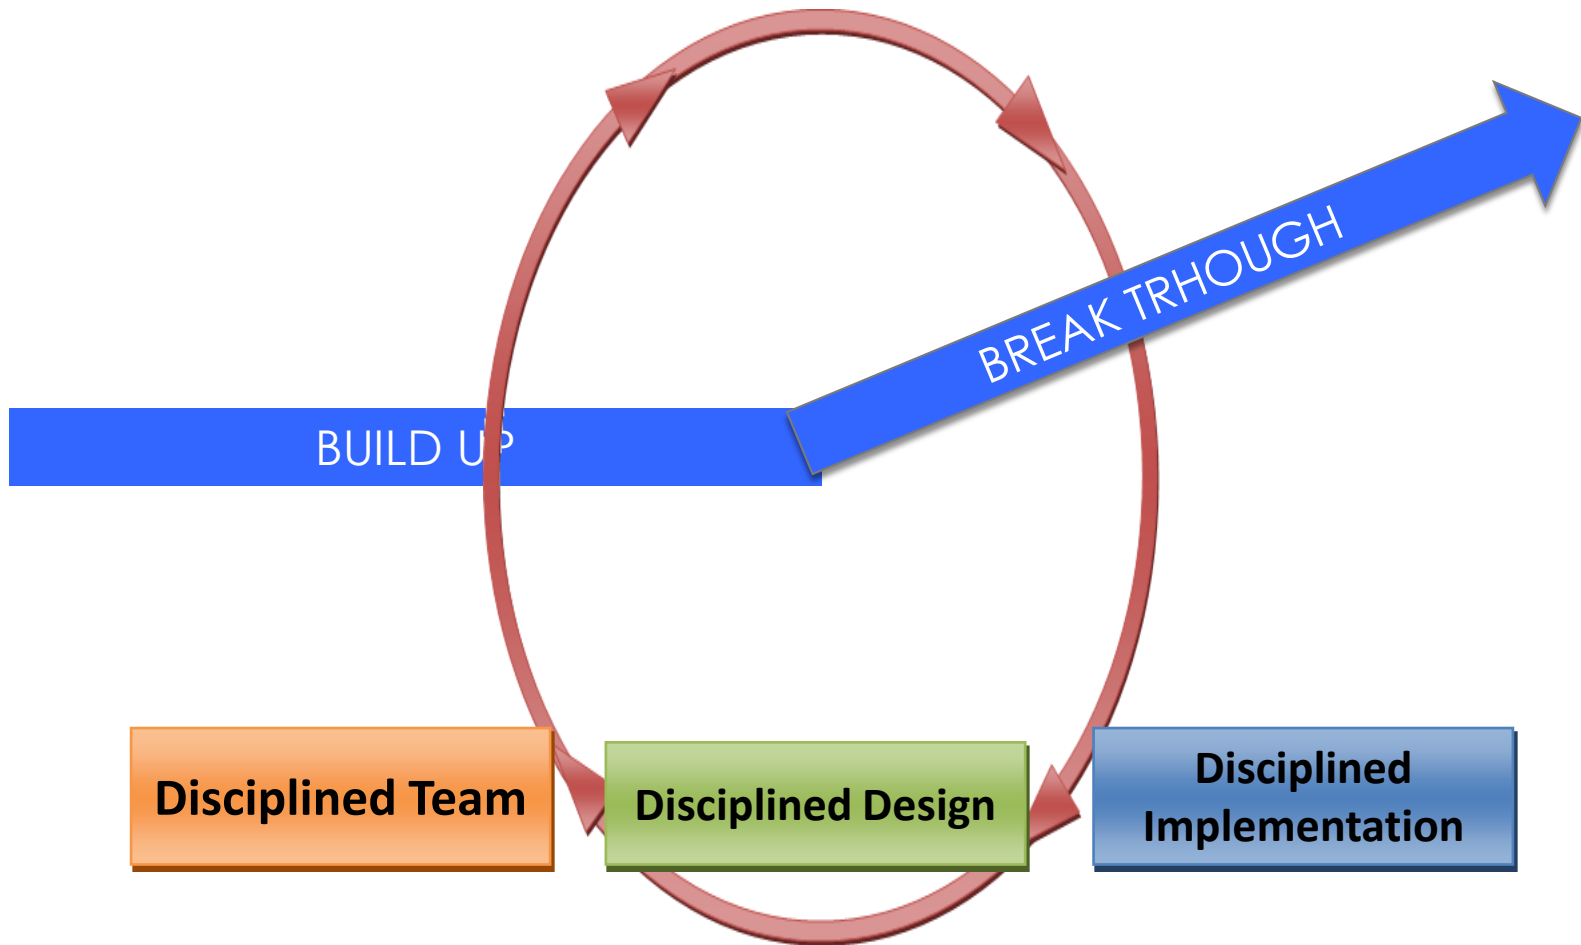 BREAK TRHOUGH
BUILD UP
Disciplined Team
Disciplined Design
Disciplined
Implementation